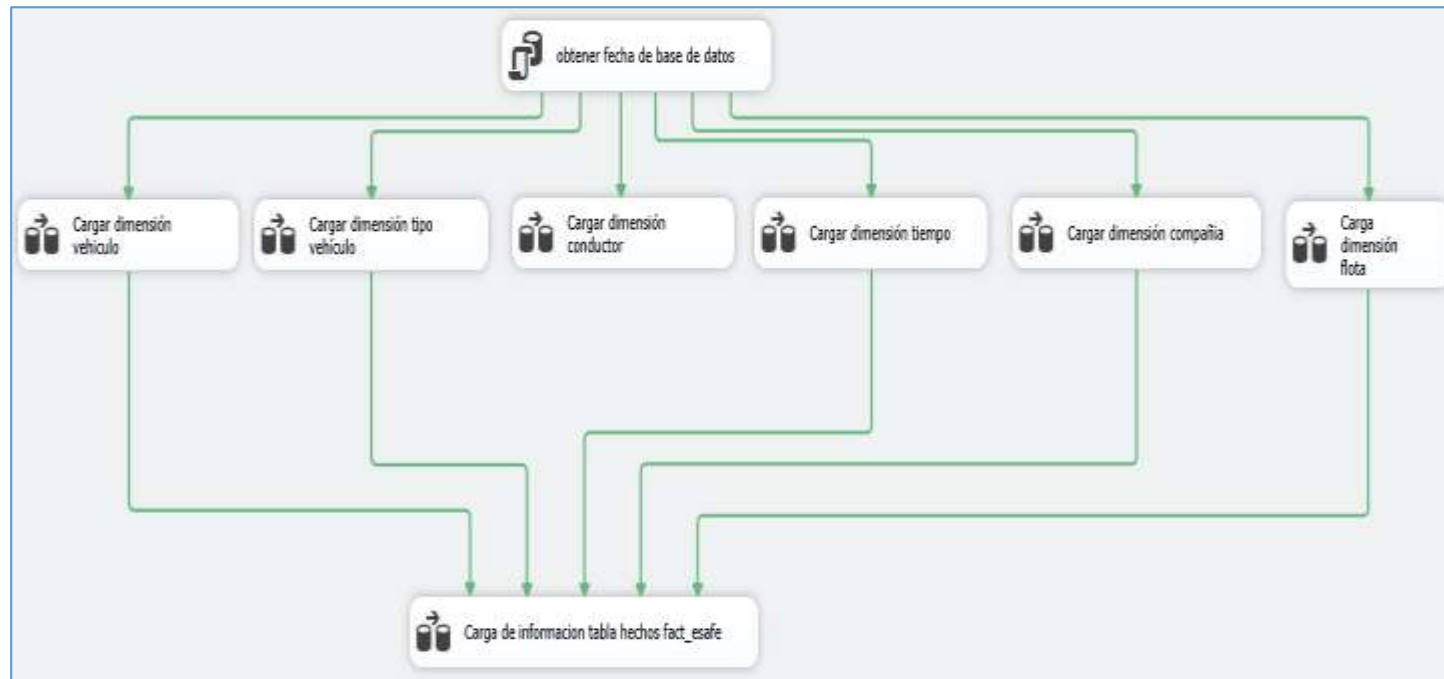 obtener fecha de base de datos
Cargar dimensión
vehículo
Cargar dimensión tipo
vehículo
Cargar dimensión
conductor
Cargar dimensión tiempo
Cargar dimensión compañia
Carga
dimensión
flota
Carga de informacion tabla hechos fact_esafe